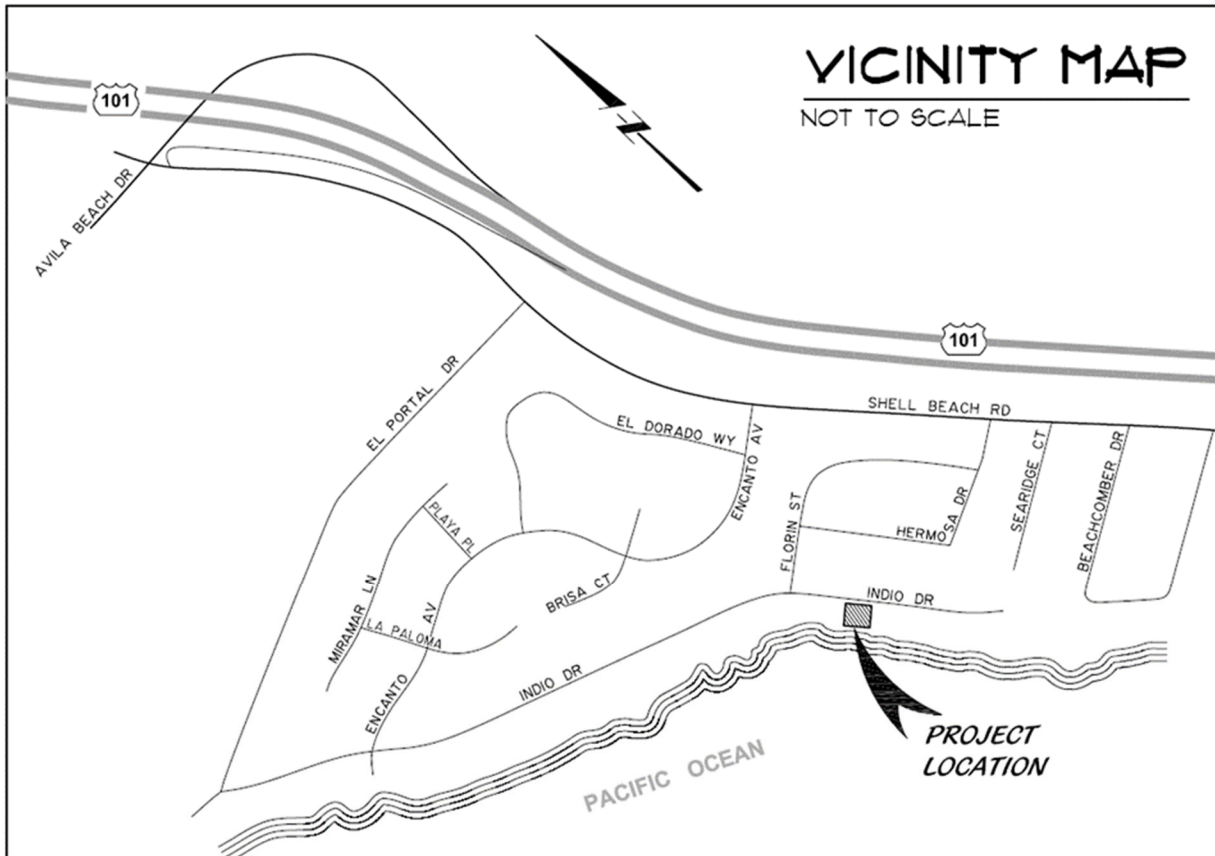 VICINITY MAP
NOT TO SCALE
101
N
AVILA BEACH DR
101
SHELL BEACH RD
EL PORTAL DR
EL DORADO WY
ENCANTO AV
SEARIDGE CT
BEACHCOMBER DR
FLORIN ST
HERMOSA DR
PLAYA PL
BRISA CT
INDIO DR
MIRAMAR LN
LA PALOMA
ENCANTO AV
INDIO DR
PROJECT
LOCATION
PACIFIC OCEAN